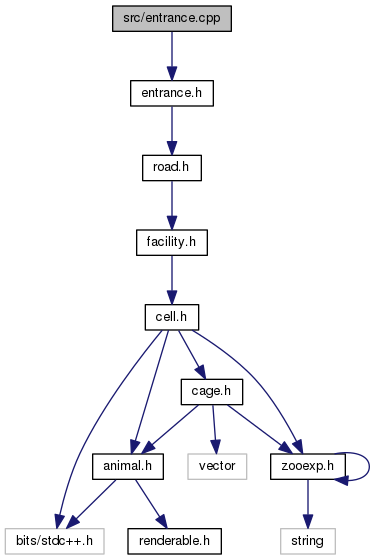 src/entrance.cpp
entrance.h
road.h
facility.h
cell.h
cage.h
animal.h
vector
zooexp.h
bits/stdc++.h
renderable.h
string